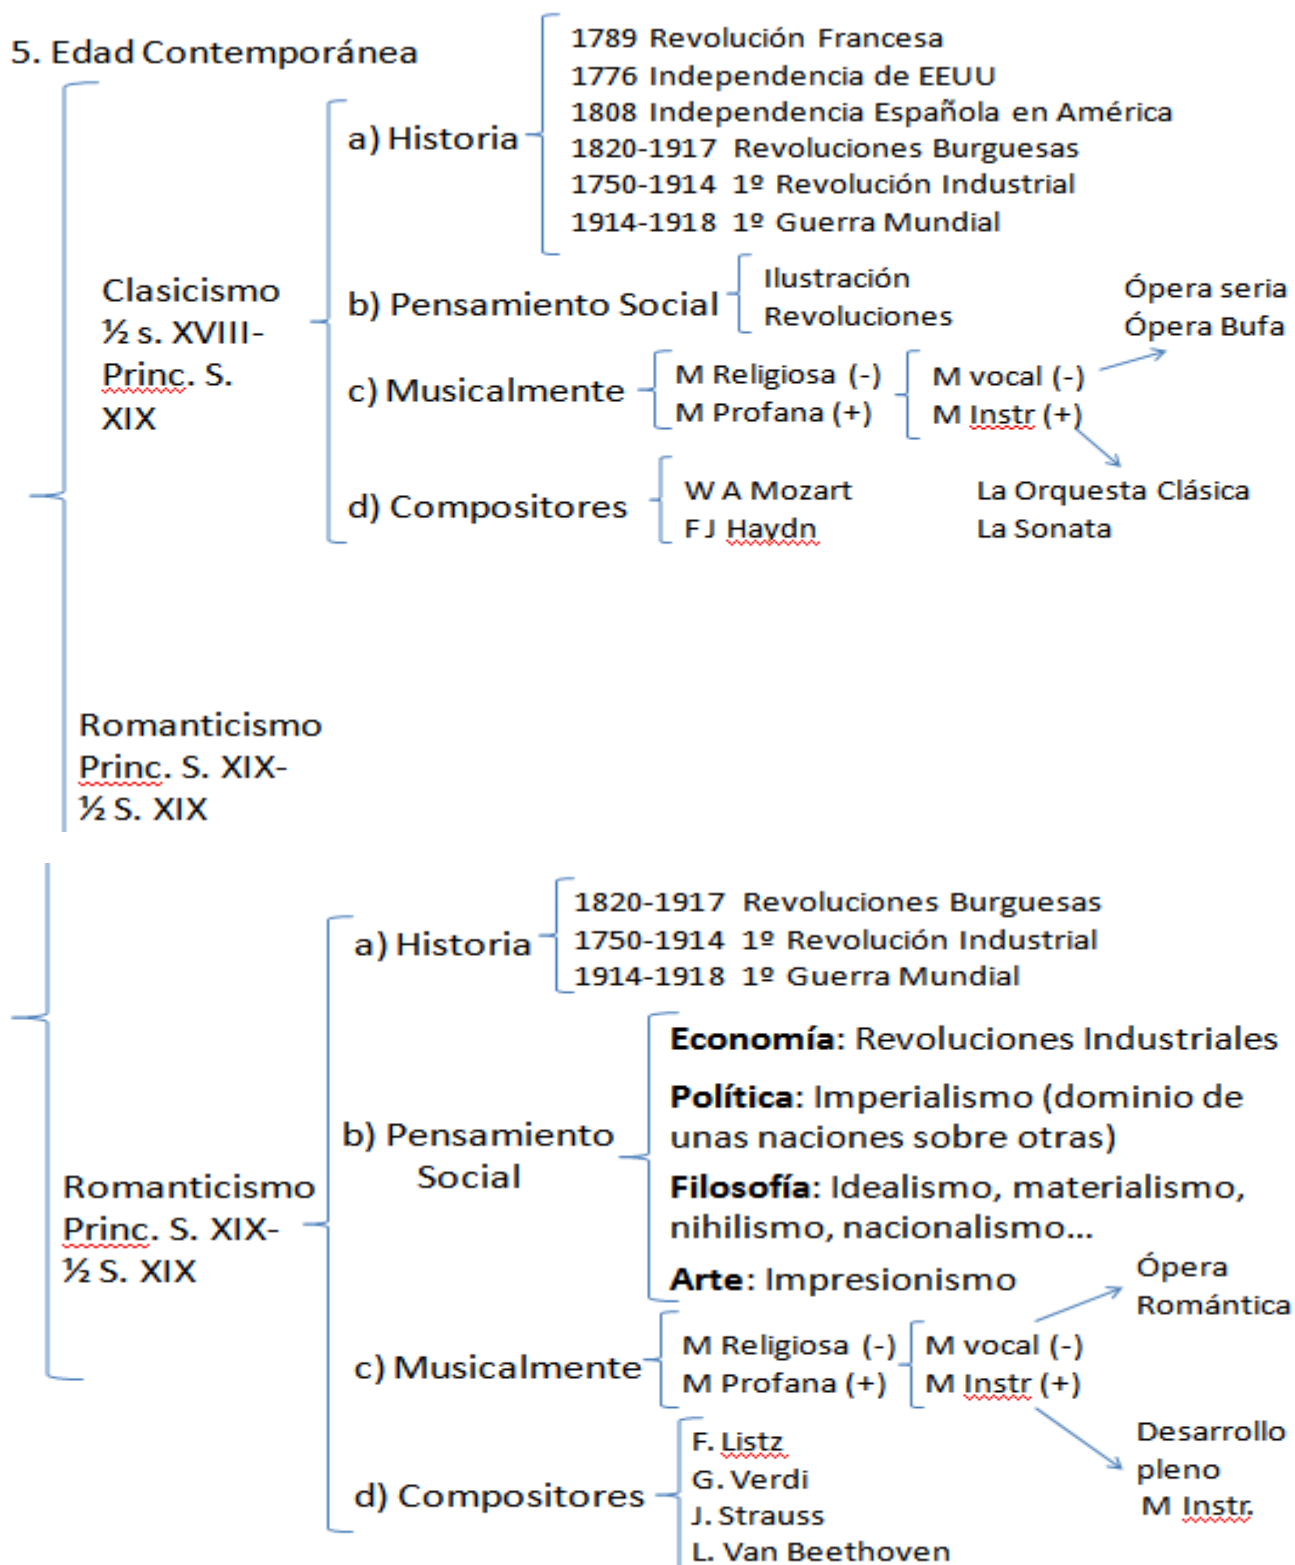 5. Edad Contemporánea
Clasicismo
½ s. XVIII-
Princ. S.
XIX
a) Historia
1789 Revolución Francesa
1776 Independencia de EEUU
1808 Independencia Española en América
1820-1917 Revoluciones Burguesas
1750-1914 1º Revolución Industrial
1914-1918 1º Guerra Mundial
b) Pensamiento Social
Ilustración
Revoluciones
c) Musicalmente
M Religiosa (-)
M Profana (+)
M vocal (-)
M Instr (+)
Ópera seria
Ópera Bufa
La Orquesta Clásica
La Sonata
d) Compositores
W A Mozart
F J Haydn
Romanticismo
Princ. S. XIX-
½ S. XIX
Romanticismo
Princ. S. XIX-
½ S. XIX
a) Historia
1820-1917 Revoluciones Burguesas
1750-1914 1º Revolución Industrial
1914-1918 1º Guerra Mundial
b) Pensamiento
Social
Economía: Revoluciones Industriales
Política: Imperialismo (dominio de
unas naciones sobre otras)
Filosofía: Idealismo, materialismo,
nihilismo, nacionalismo...
Arte: Impresionismo
c) Musicalmente
M Religiosa (-)
M Profana (+)
M vocal (-)
M Instr (+)
Ópera
Romántica
Desarrollo
pleno
M Instr.
d) Compositores
F. Listz
G. Verdi
J. Strauss
L. Van Beethoven